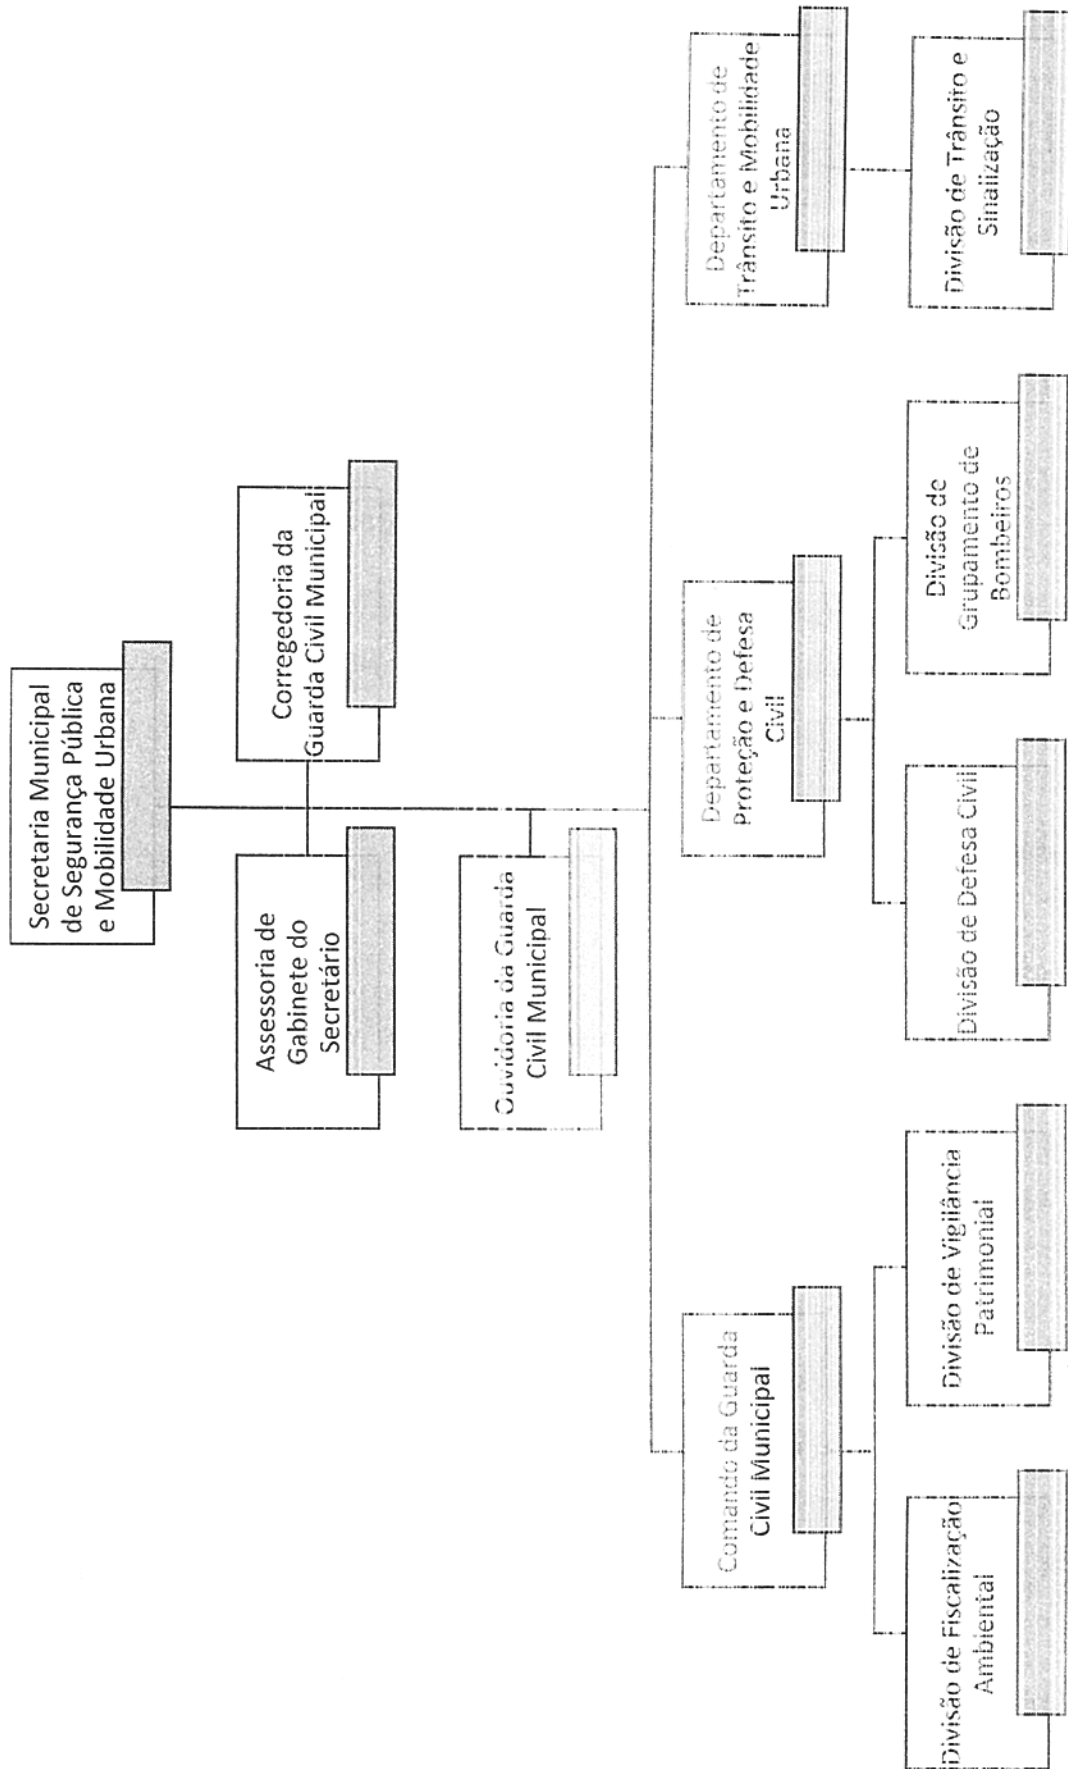 Secretaria Municipal
de Segurança Pública
e Mobilidade Urbana
Assessoria de
Gabinete do
Secretário
Corregedoria da
Guarda Civil Municipal
Ouvidoria da Guarda
Civil Municipal
Comando da Guarda
Civil Municipal
Departamento de
Proteção e Defesa
Civil
Departamento de
Trânsito e Mobilidade
Urbana
Divisão de Fiscalização
Ambiental
Divisão de Vigilância
Patrimonial
Divisão de Defesa Civil
Divisão de
Grupamento de
Bombeiros
Divisão de Trânsito e
Sinalização